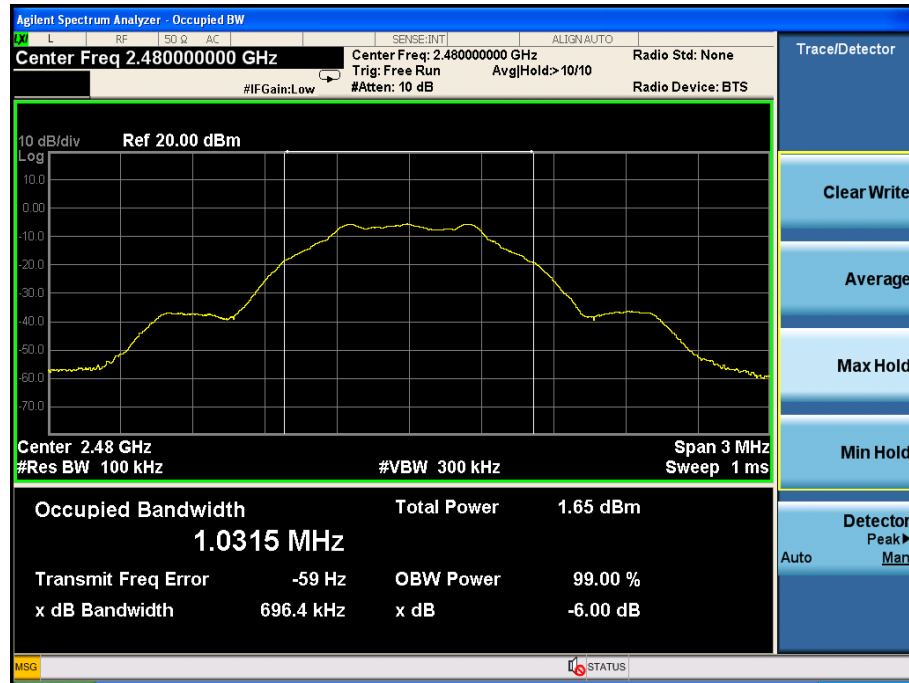 Agilent Spectrum Analyzer - Occupied BW
LXI L RF 50 Ω AC SENSE:INT ALIGN AUTO
Center Freq 2.480000000 GHz
Center Freq: 2.480000000 GHz
Radio Std: None
Trig: Free Run Avg|Hold:>10/10
#IFGain:Low
#Atten: 10 dB
Radio Device: BTS
10 dB/div Ref 20.00 dBm
Log
10.0
0.00
-10.0
-20.0
-30.0
-40.0
-50.0
-60.0
-70.0
Center 2.48 GHz
Span 3 MHz
#Res BW 100 kHz
#VBW 300 kHz
Sweep 1 ms
Occupied Bandwidth
1.0315 MHz
Total Power 1.65 dBm
Transmit Freq Error -59 Hz
OBW Power 99.00 %
x dB Bandwidth 696.4 kHz
x dB -6.00 dB
MSG
STATUS
Trace/Detector
Clear Write
Average
Max Hold
Min Hold
Detector
Peak▶
Auto Man